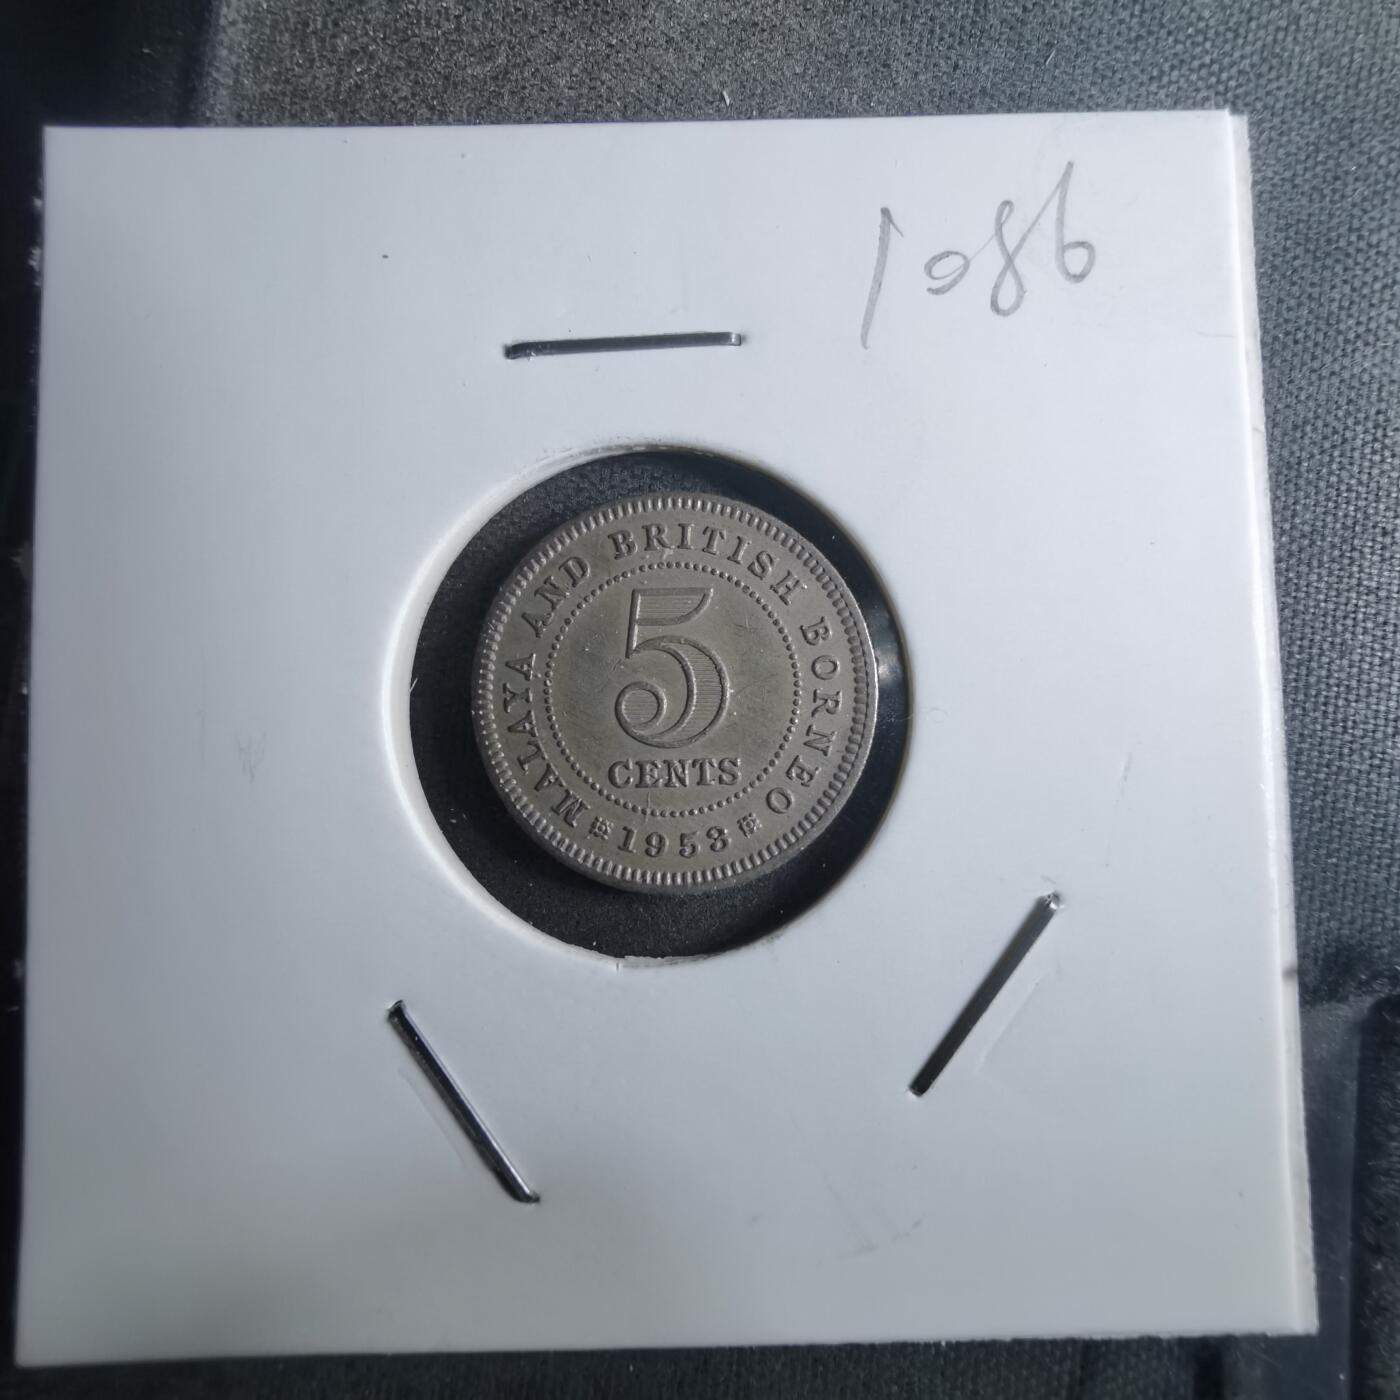 1086
MALAYA AND BRITISH BORNEO
5
CENTS
1953